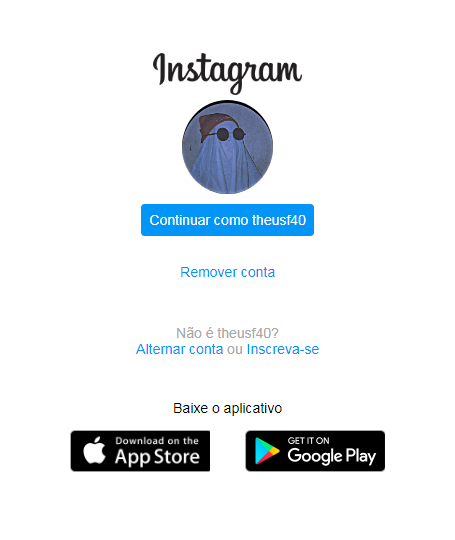 Instagram
Continuar como theusf40
Remover conta
Não é theusf40?
Alternar conta ou Inscreva-se
Baixe o aplicativo
Download on the
App Store
GET IT ON
Google Play